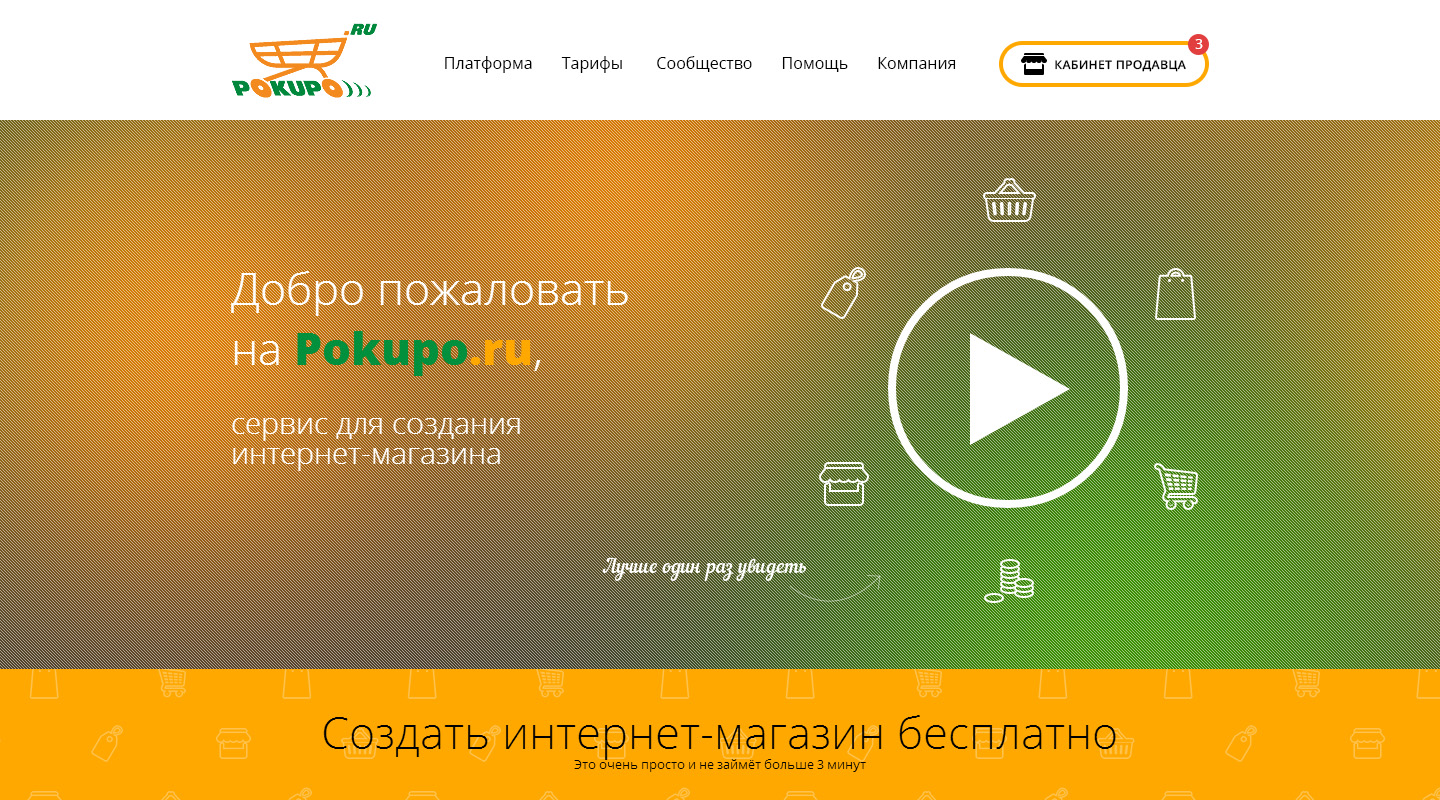 .RU
POKUPO
Платформа Тарифы Сообщество Помощь Компания
3
КАБИНЕТ ПРОДАВЦА
Добро пожаловать
на Pokupo.ru,
сервис для создания
интернет-магазина
Лучше один раз увидеть
Создать интернет-магазин бесплатно
Это очень просто и не займёт больше 3 минут